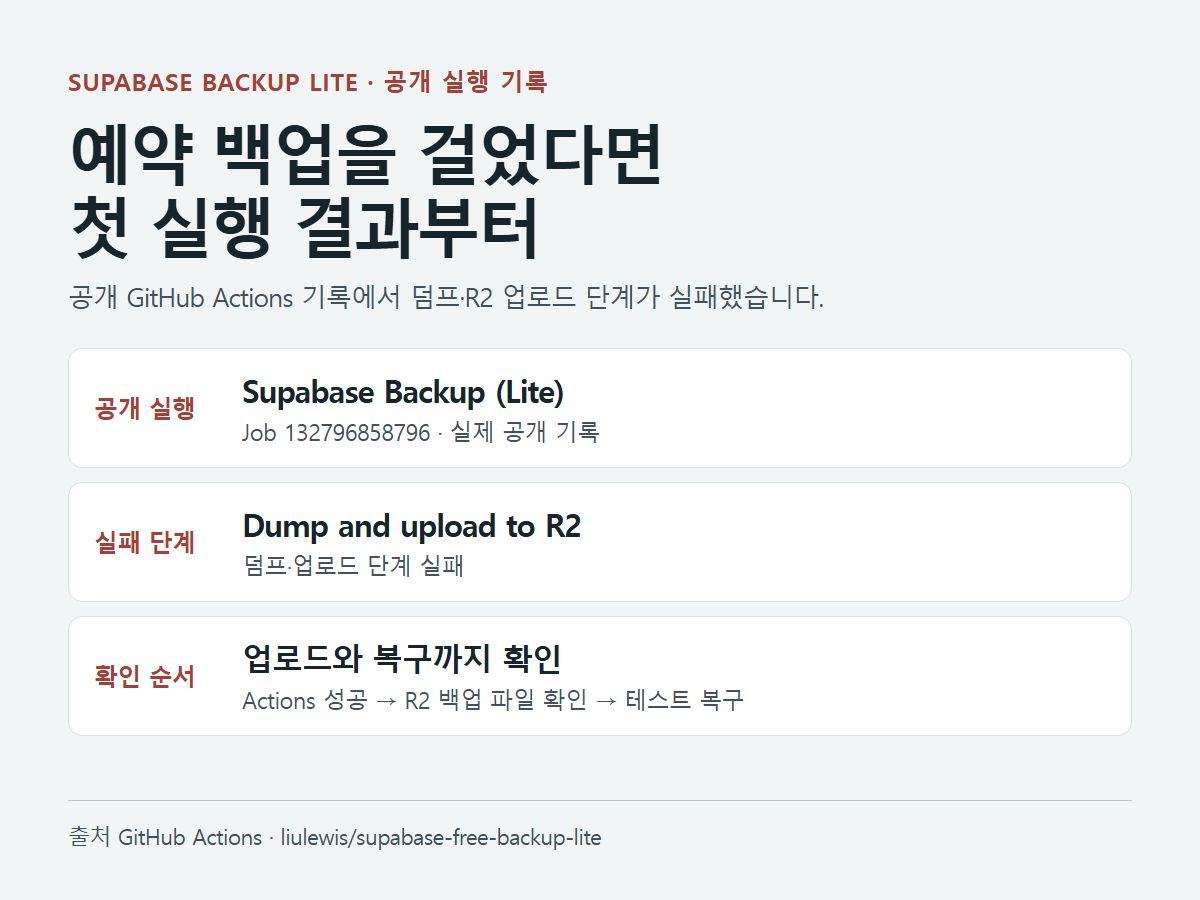 SUPABASE BACKUP LITE · 공개 실행 기록
예약 백업을 걸었다면
첫 실행 결과부터
공개 GitHub Actions 기록에서 덤프·R2 업로드 단계가 실패했습니다.
공개 실행
Supabase Backup (Lite)
Job 132796858796 · 실제 공개 기록
실패 단계
Dump and upload to R2
덤프·업로드 단계 실패
확인 순서
업로드와 복구까지 확인
Actions 성공 → R2 백업 파일 확인 → 테스트 복구
출처 GitHub Actions · liulewis/supabase-free-backup-lite